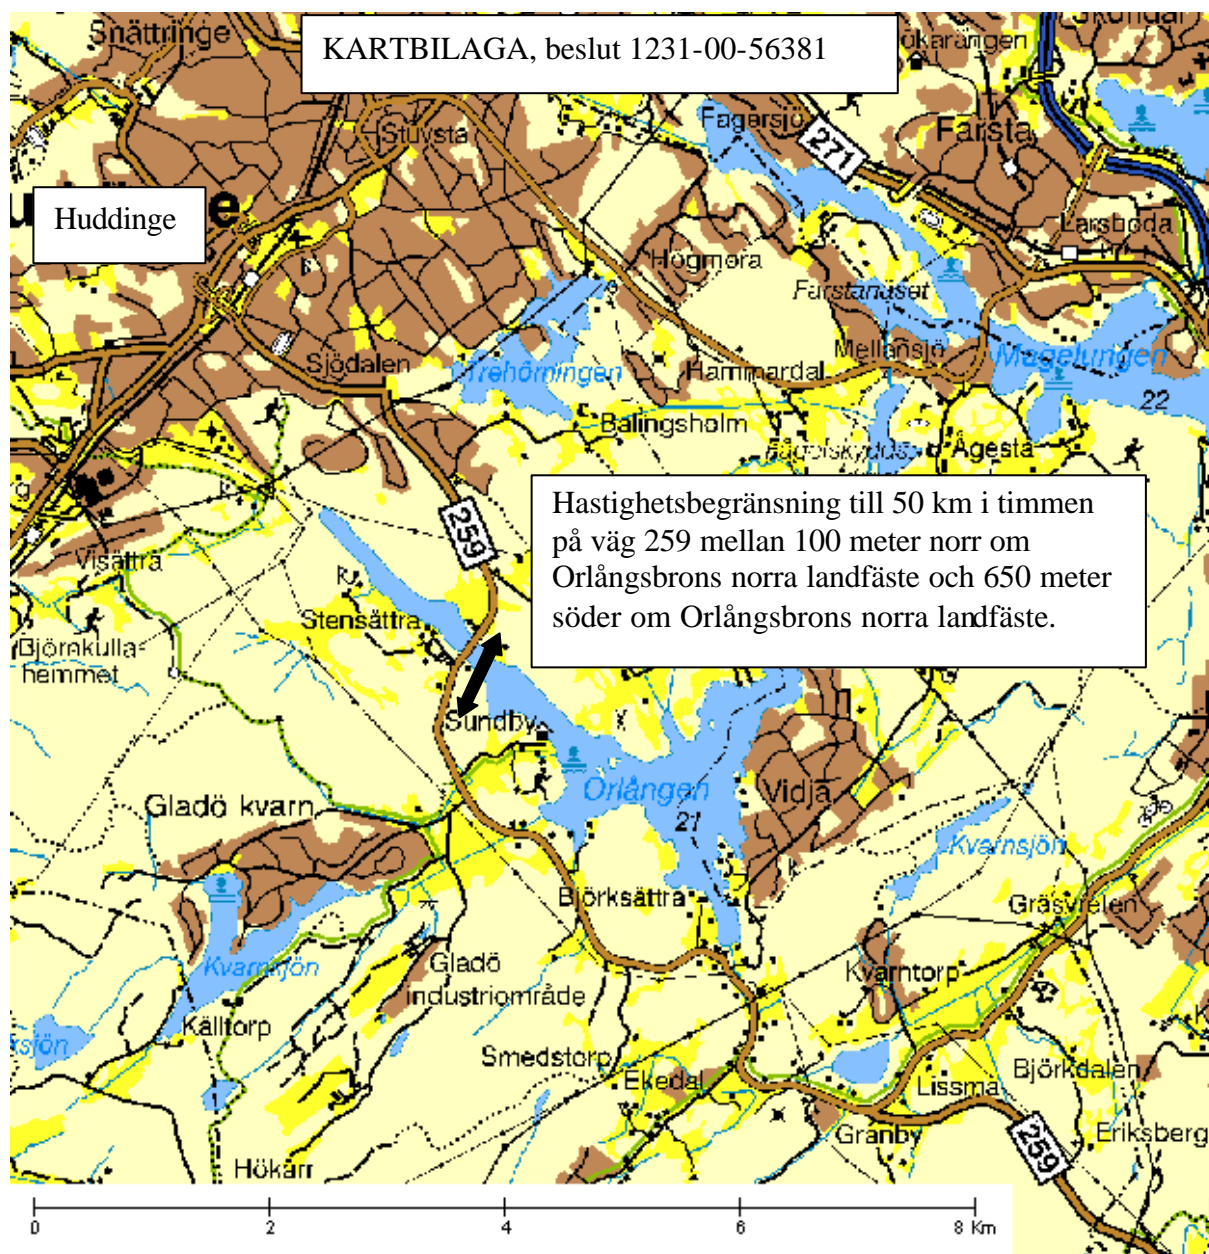 Snättringe
KARTBILAGA, beslut 1231-00-56381
Stuvsta
Fagersjö
271
Farsta
Huddinge
Larsboda
Högmora
Farstanäset
Sjödalen
Trehörningen
Hammardal
Mellansjö
Magelungen
22
Balingsholm
Ågesta
259
Hastighetsbegränsning till 50 km i timmen
på väg 259 mellan 100 meter norr om
Orlångsbrons norra landfäste och 650 meter
söder om Orlångsbrons norra landfäste.
Visättra
k
Stensättra
Björnkulla-
hemmet
Sundby
Orlången
21
Vidja
Gladö kvarn
Kvarnsjön
k
Björksättra
Gräsvreten
Kvarnsjön
Gladö
industriområde
Kvarntorp
Källtorp
Smedstorp
Ekedal
Lissma
Björkdalen
Granby
259
Eriksberg
Hökärr
0 2 4 6 8 Km